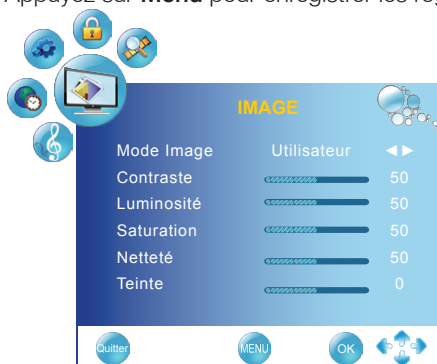 Appuyez sur Menu pour enregistrer les rég
IMAGE
Mode Image Utilisateur
Contraste 50
Luminosité 50
Saturation 50
Netteté 50
Teinte 0
Quitter MENU OK